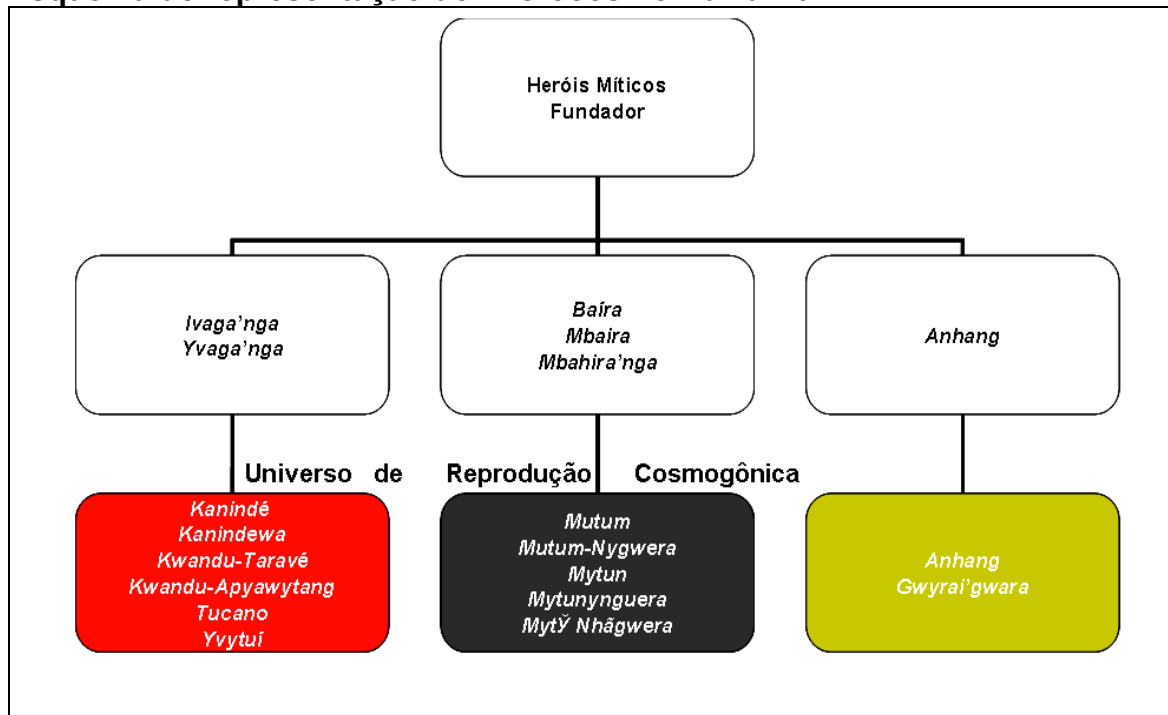 Heróis Míticos
Fundador
Ivaga'nga
Yvaga'nga
Baíra
Mbaira
Mbahira'nga
Anhang
Universo de Reprodução Cosmogônica
Kanindé
Kanindewa
Kwandu-Taravé
Kwandu-Apyawytang
Tucano
Yvytuí
Mutum
Mutum-Nygwera
Mytun
Mytunynguera
MytY̆ Nhãgwera
Anhang
Gwyrai'gwara